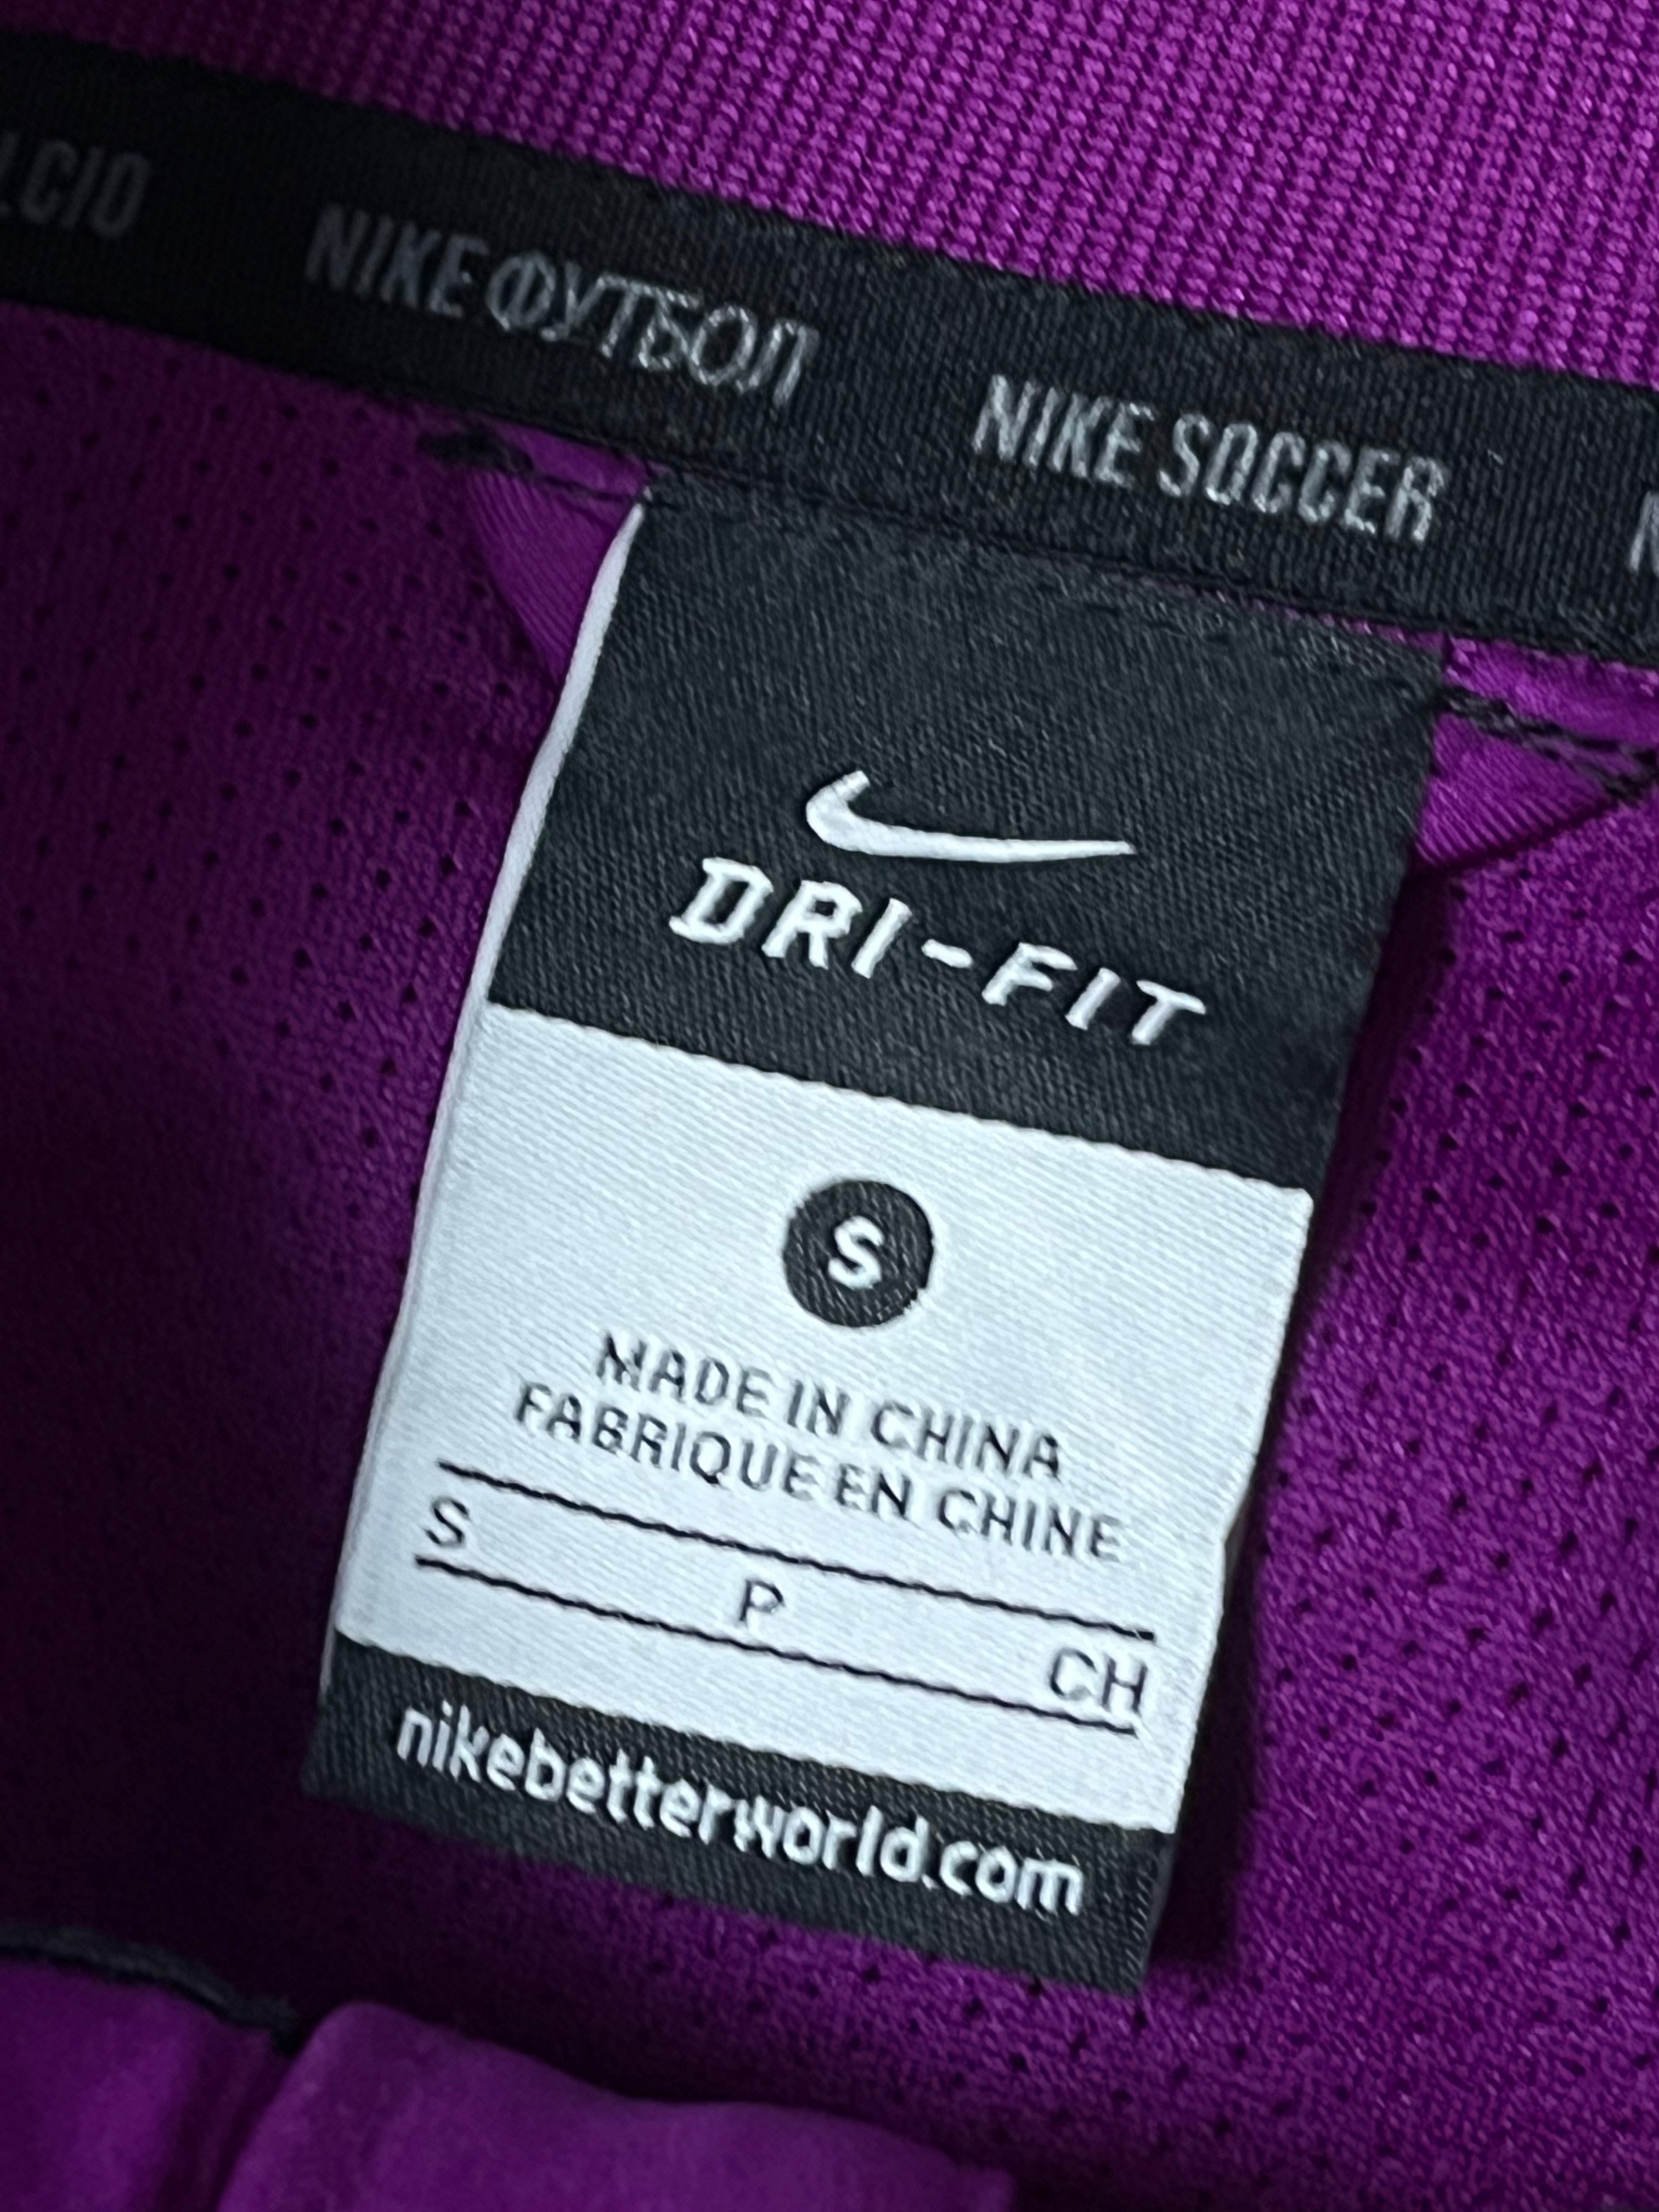 NIKE ФУТБОЛ NIKE SOCCER
DRI-FIT
S
MADE IN CHINA
FABRIQUE EN CHINE
S P CH
nikebetterworld.com